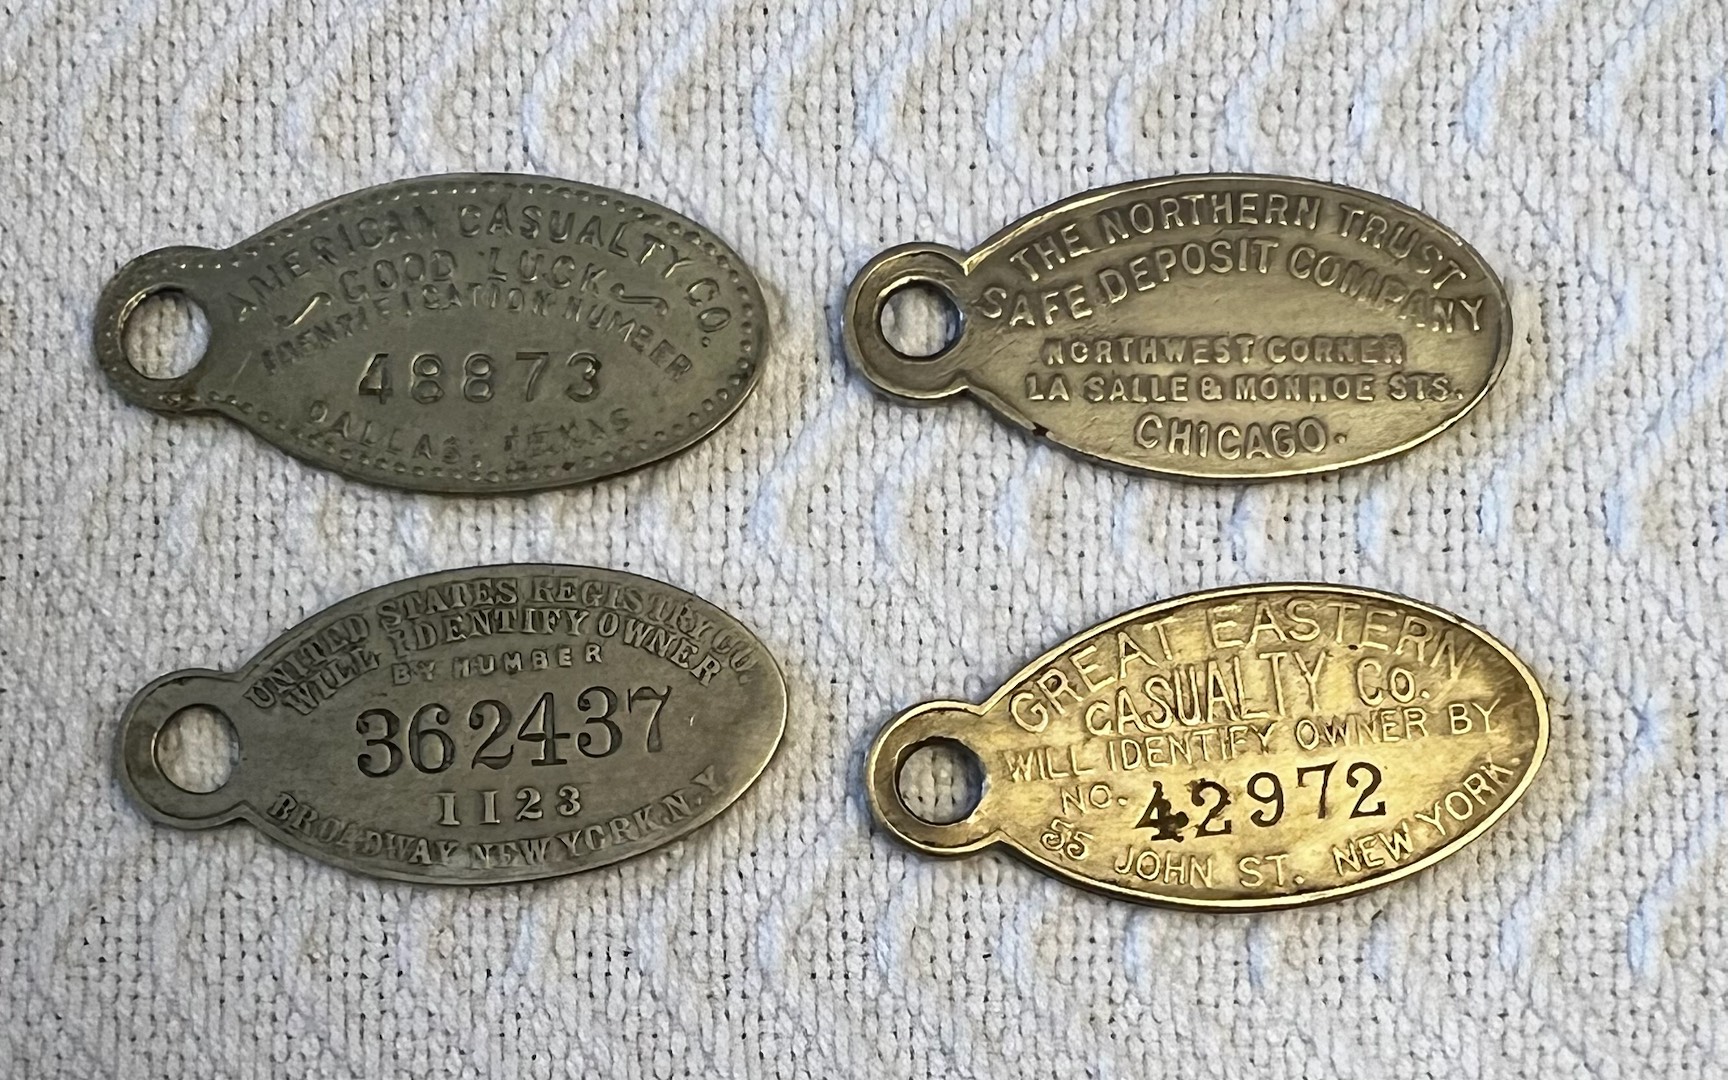 AMERICAN CASUALTY CO.
GOOD LUCK
IDENTIFICATION NUMBER
48873
DALLAS, TEXAS
THE NORTHERN TRUST
SAFE DEPOSIT COMPANY
NORTHWEST CORNER
LA SALLE & MONROE STS.
CHICAGO.
UNITED STATES REGISTRY CO.
WILL IDENTIFY OWNER
BY NUMBER
362437
1123
BROADWAY NEW YORK N.Y
GREAT EASTERN
CASUALTY CO.
WILL IDENTIFY OWNER BY
NO. 42972
55 JOHN ST. NEW YORK.